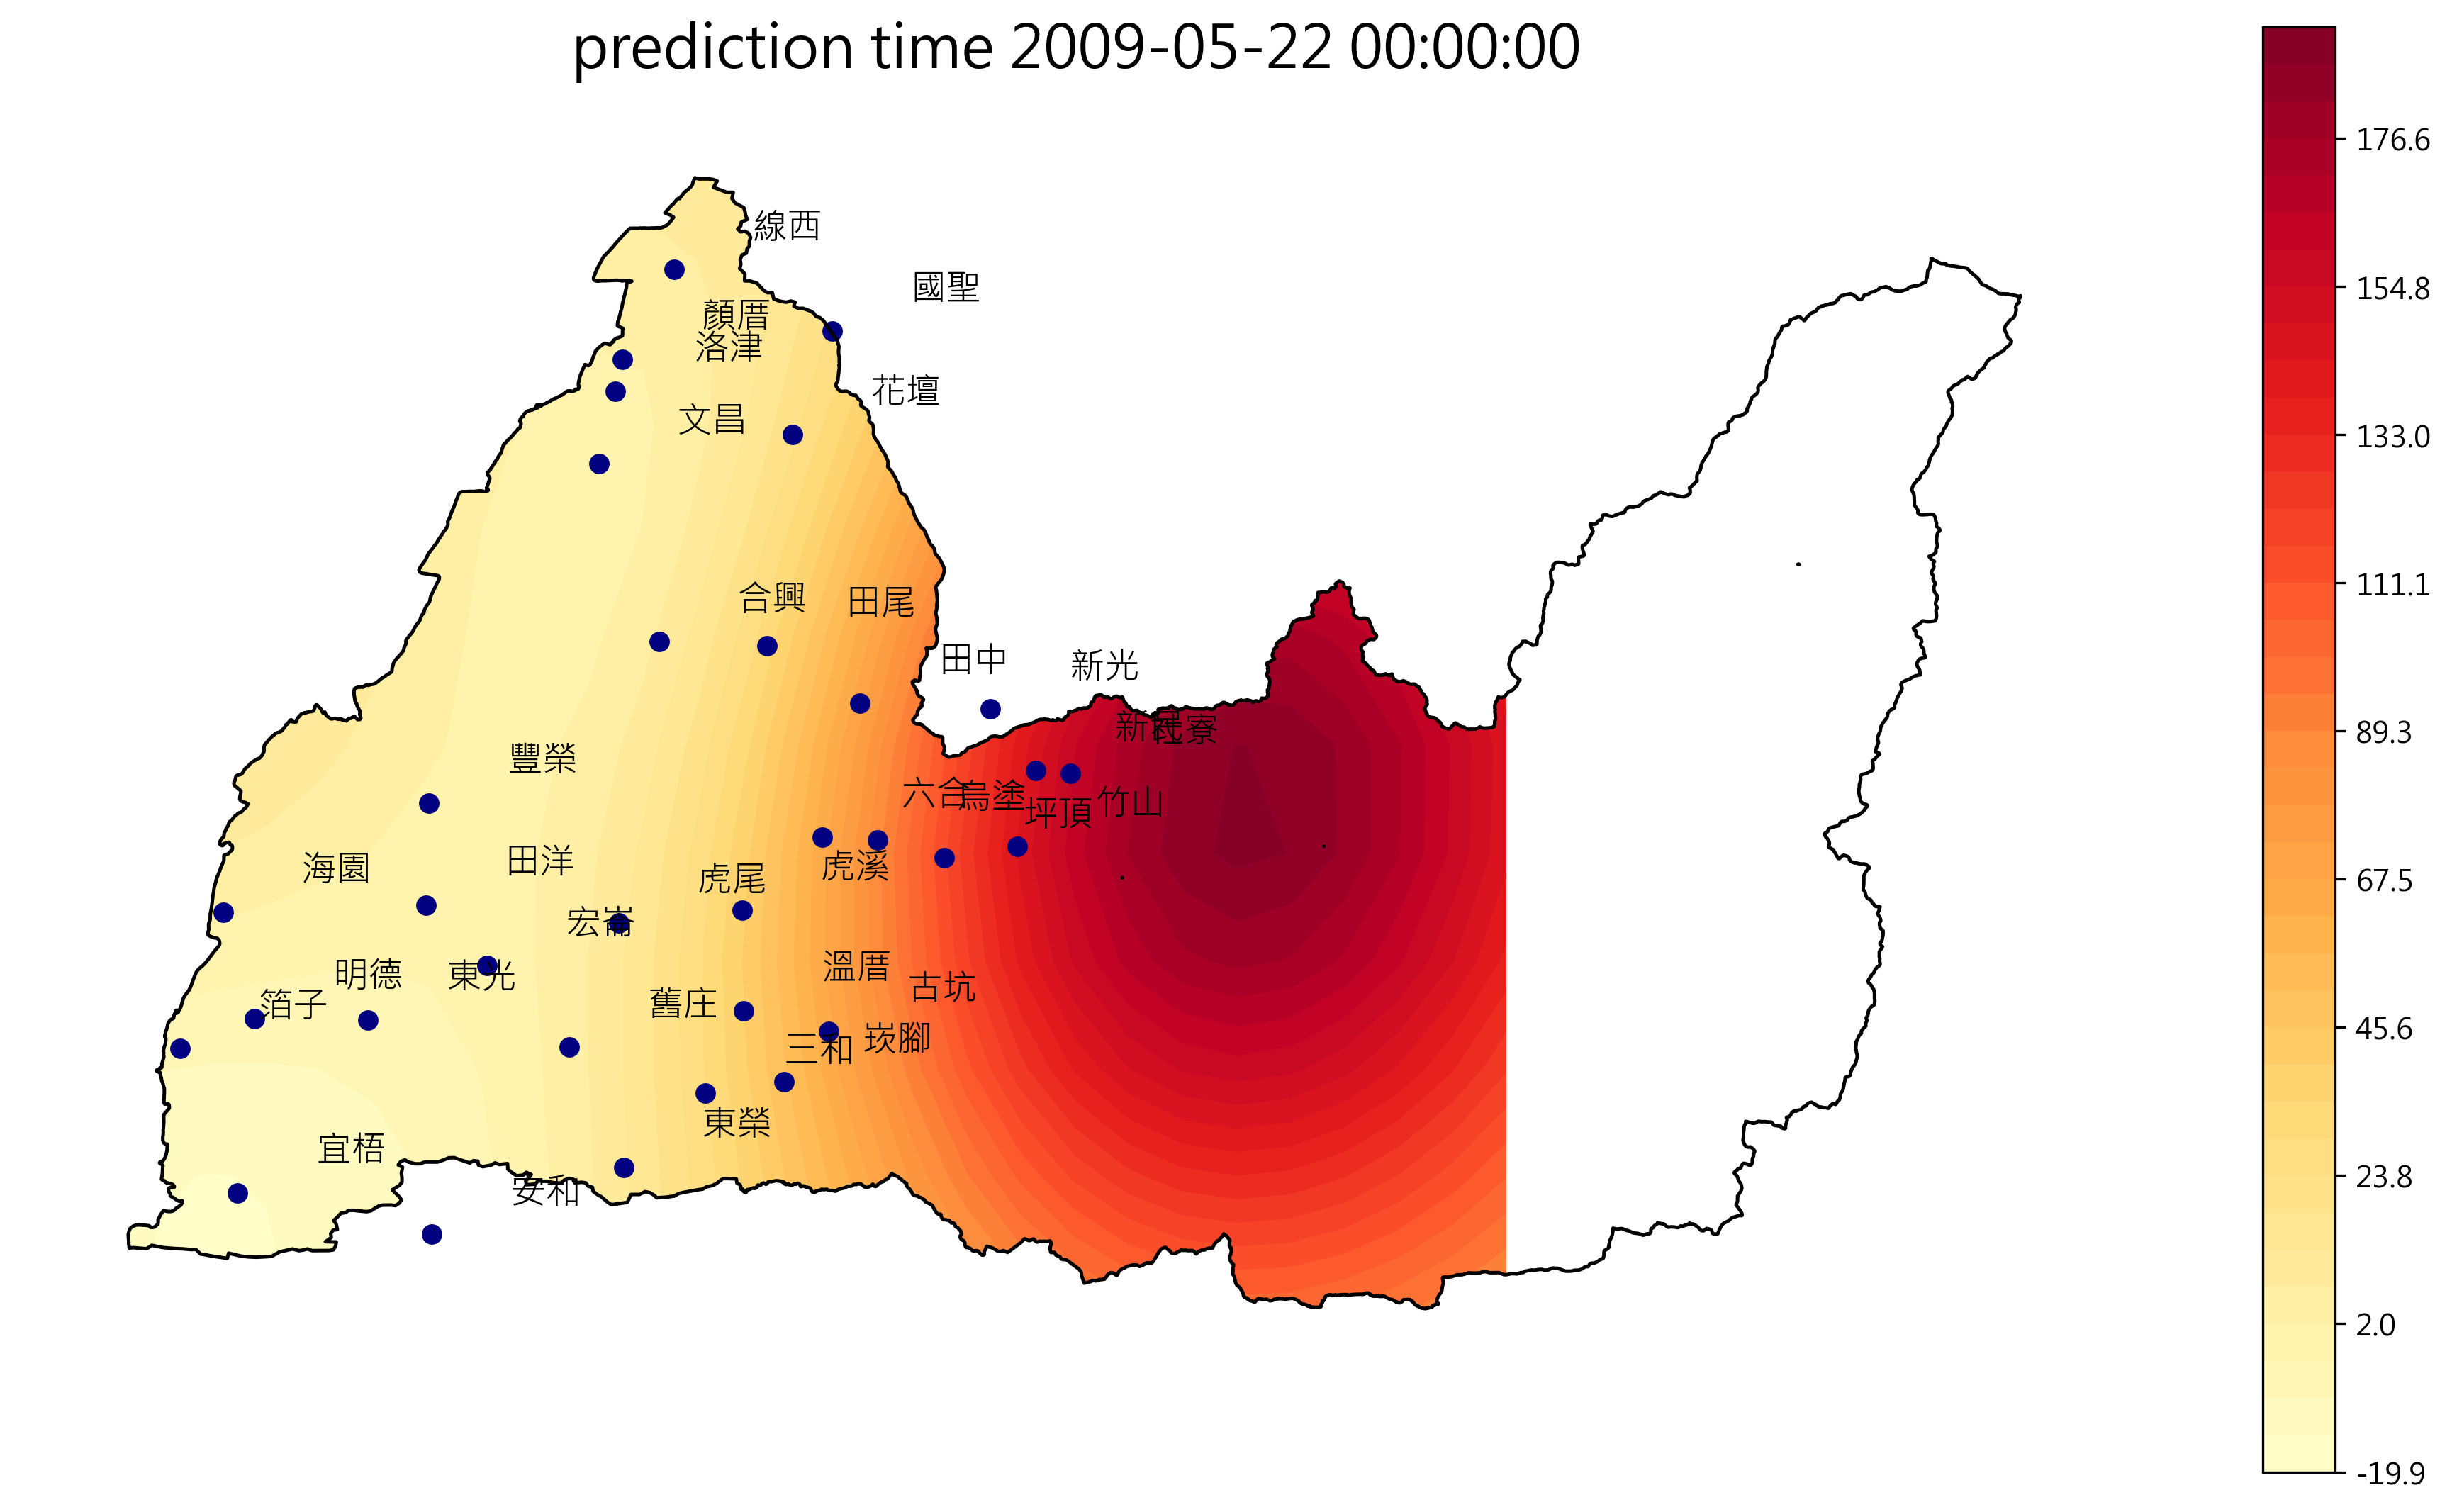 prediction time 2009-05-22 00:00:00
線西
國聖
顏厝
洛津
花壇
文昌
合興
田尾
田中
新光
新民
社寮
豐榮
六合
烏塗
坪頂
竹山
海園
田洋
虎尾
虎溪
宏崙
明德
東光
溫厝
古坑
箔子
舊庄
三和
崁腳
東榮
宜梧
安和
176.6
154.8
133.0
111.1
89.3
67.5
45.6
23.8
2.0
-19.9